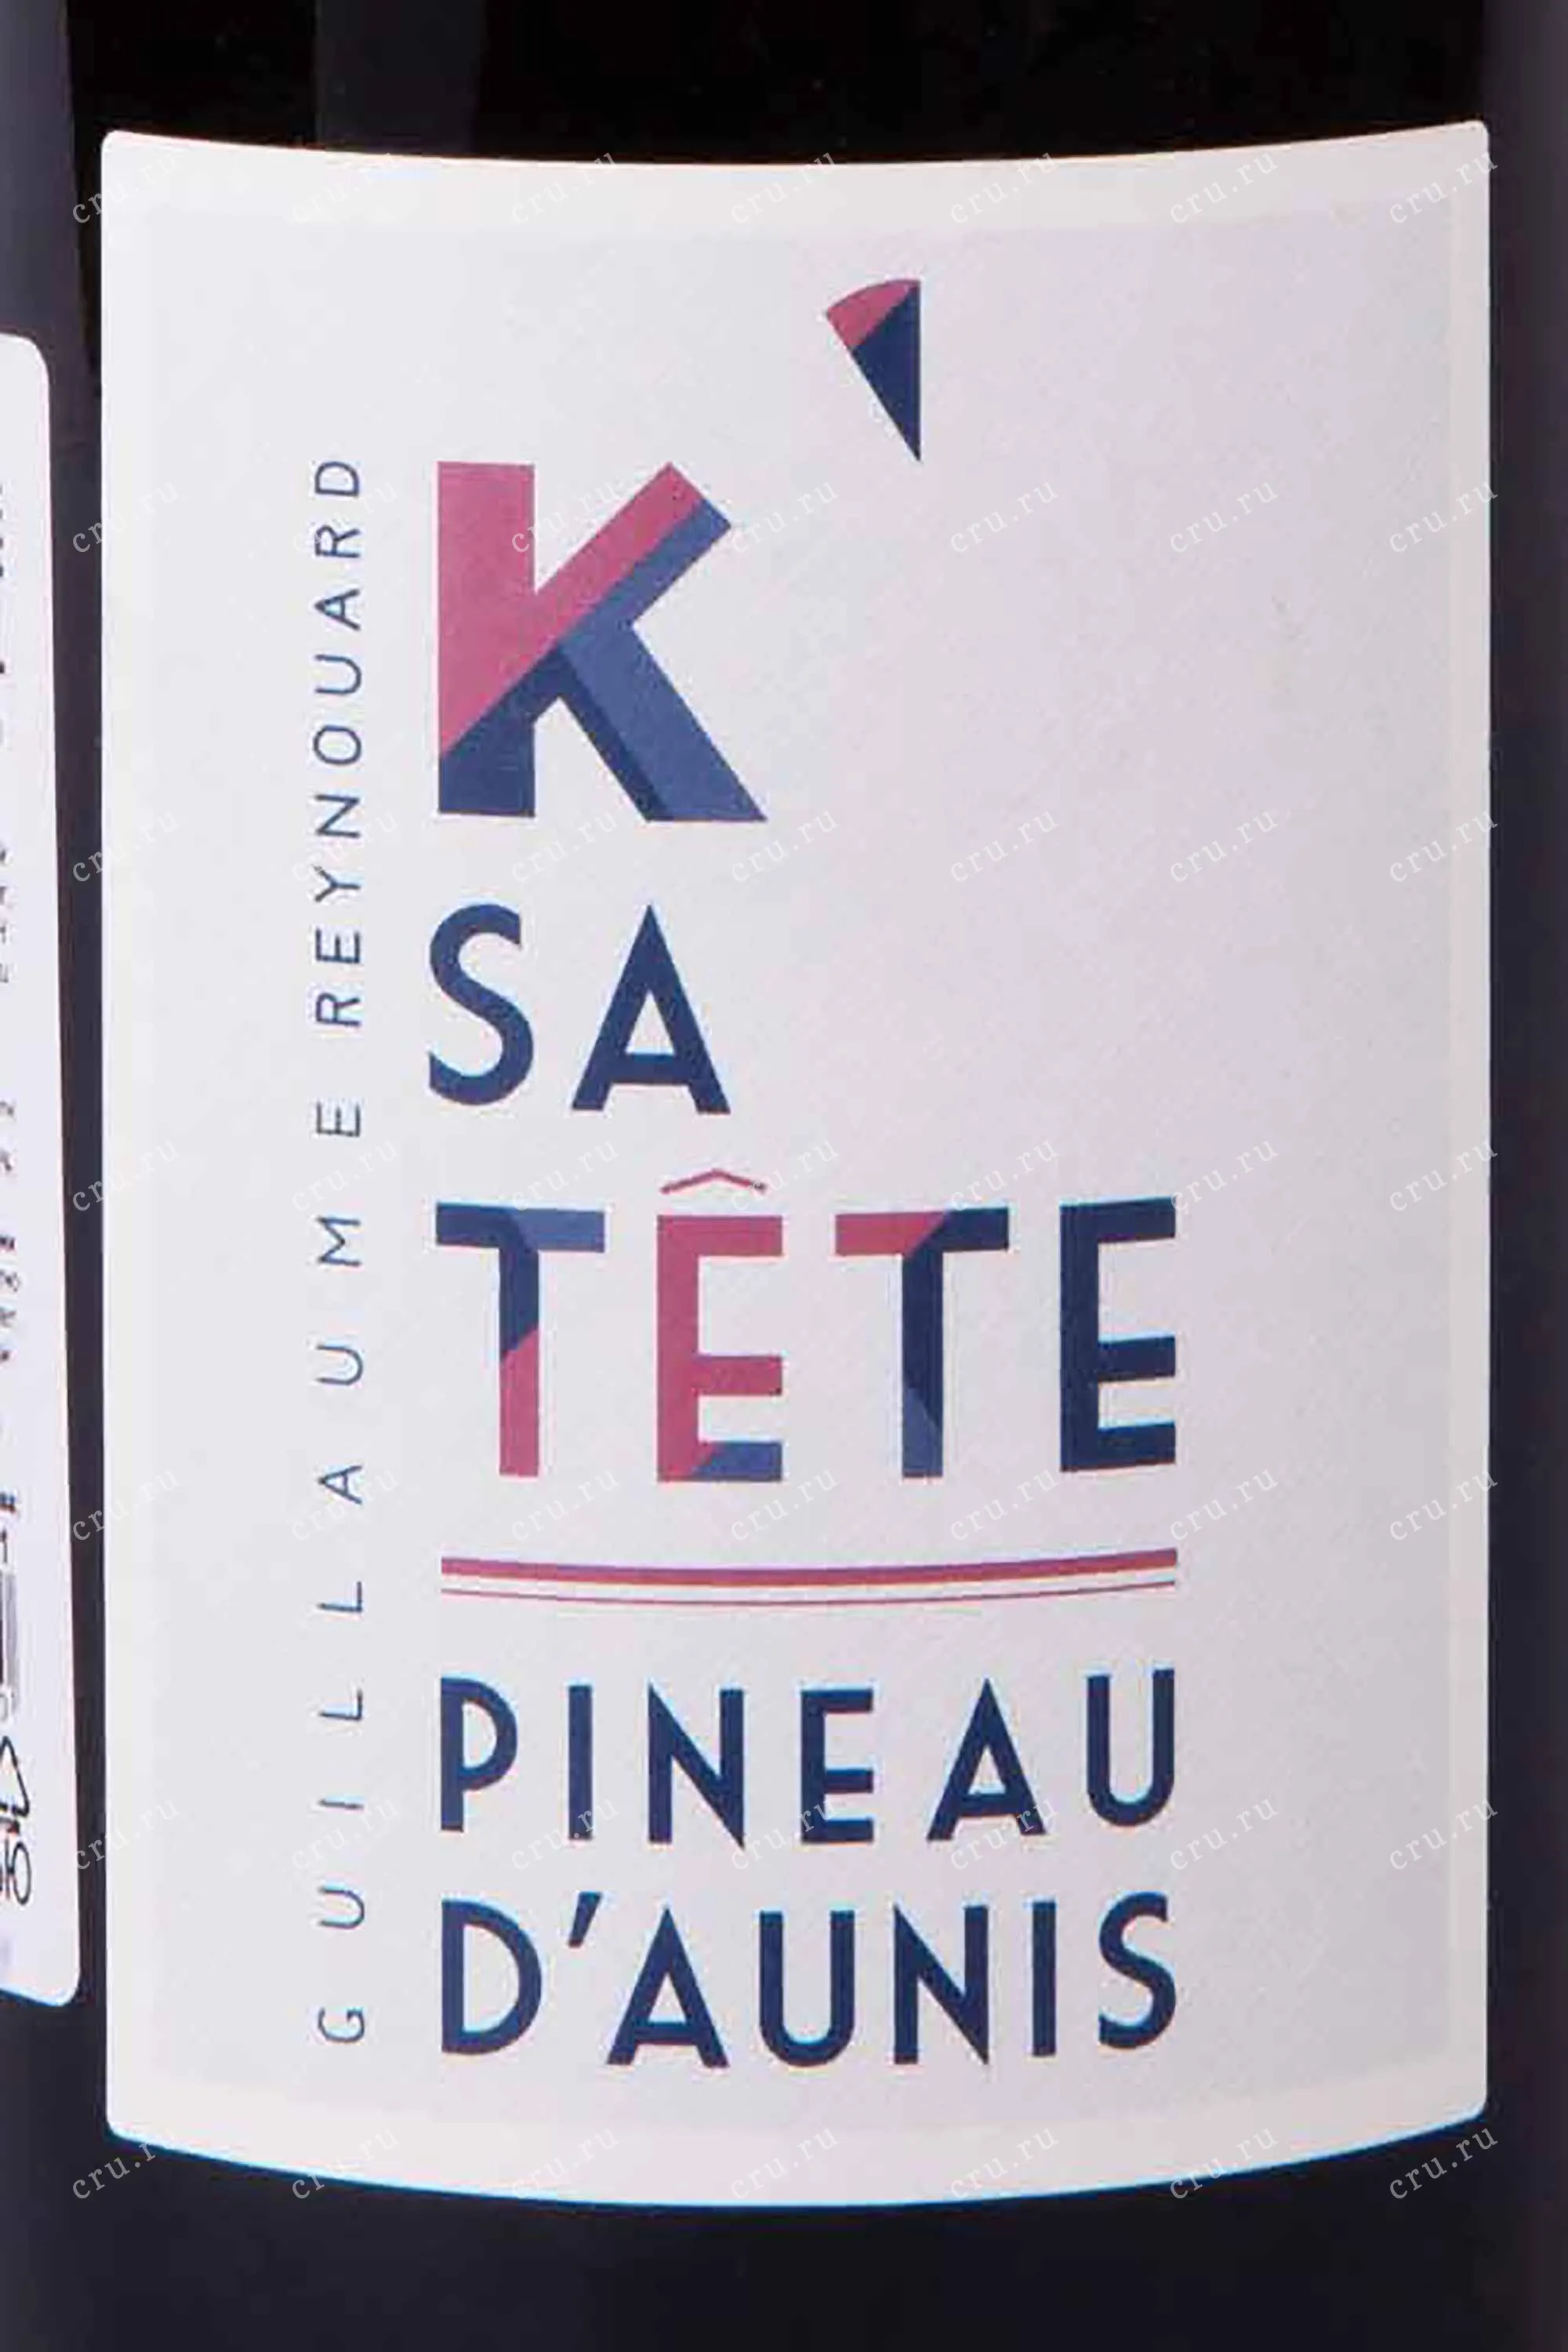 GUILLAUME REYNOUARD
K
SA
TÊTE
PINEAU
D'AUNIS
cru.ru